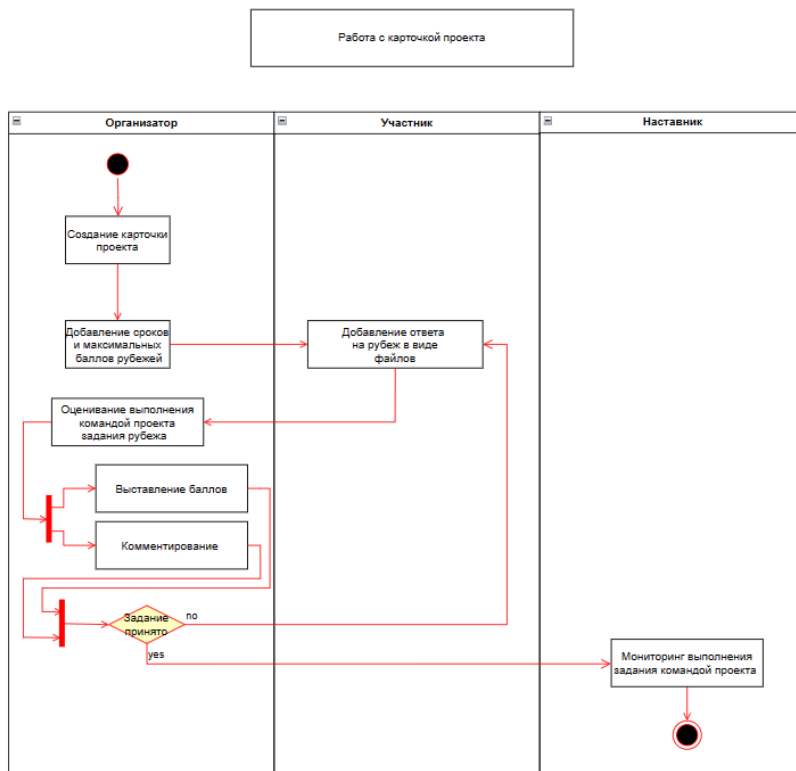 Работа с карточкой проекта
Организатор
Участник
Наставник
Создание карточки
проекта
Добавление сроков
и максимальных
баллов рубежей
Добавление ответа
на рубеж в виде
файлов
Оценивание выполнения
командой проекта
задания рубежа
Выставление баллов
Комментирование
Задание
принято
no
yes
Мониторинг выполнения
задания командой проекта